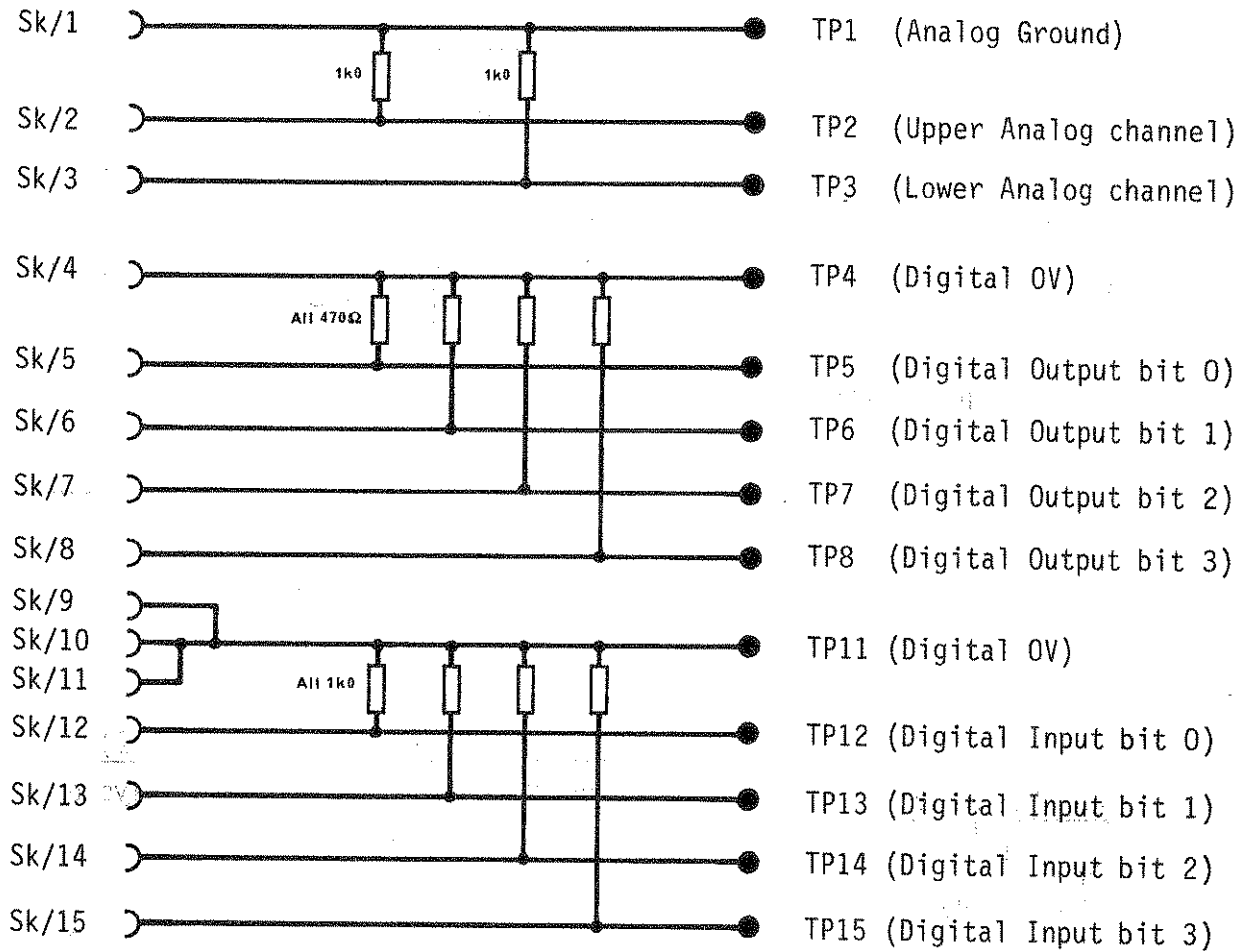 Sk/1 TP1 (Analog Ground)
1k0 1k0
Sk/2 TP2 (Upper Analog channel)
Sk/3 TP3 (Lower Analog channel)
Sk/4 TP4 (Digital 0V)
All 470Ω
Sk/5 TP5 (Digital Output bit 0)
Sk/6 TP6 (Digital Output bit 1)
Sk/7 TP7 (Digital Output bit 2)
Sk/8 TP8 (Digital Output bit 3)
Sk/9
Sk/10 TP11 (Digital 0V)
Sk/11
All 1k0
Sk/12 TP12 (Digital Input bit 0)
Sk/13 TP13 (Digital Input bit 1)
Sk/14 TP14 (Digital Input bit 2)
Sk/15 TP15 (Digital Input bit 3)